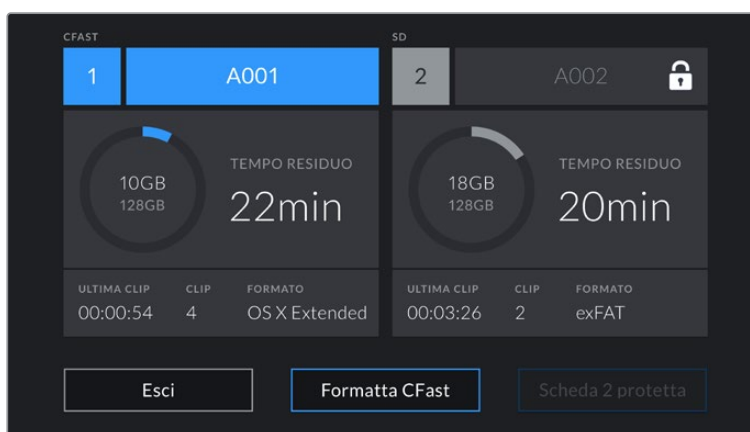 CFAST
1 A001
10GB
128GB
TEMPO RESIDUO
22min
ULTIMA CLIP CLIP FORMATO
00:00:54 4 OS X Extended
SD
2 A002
18GB
128GB
TEMPO RESIDUO
20min
ULTIMA CLIP CLIP FORMATO
00:03:26 2 exFAT
Esci
Formatta CFast
Scheda 2 protetta